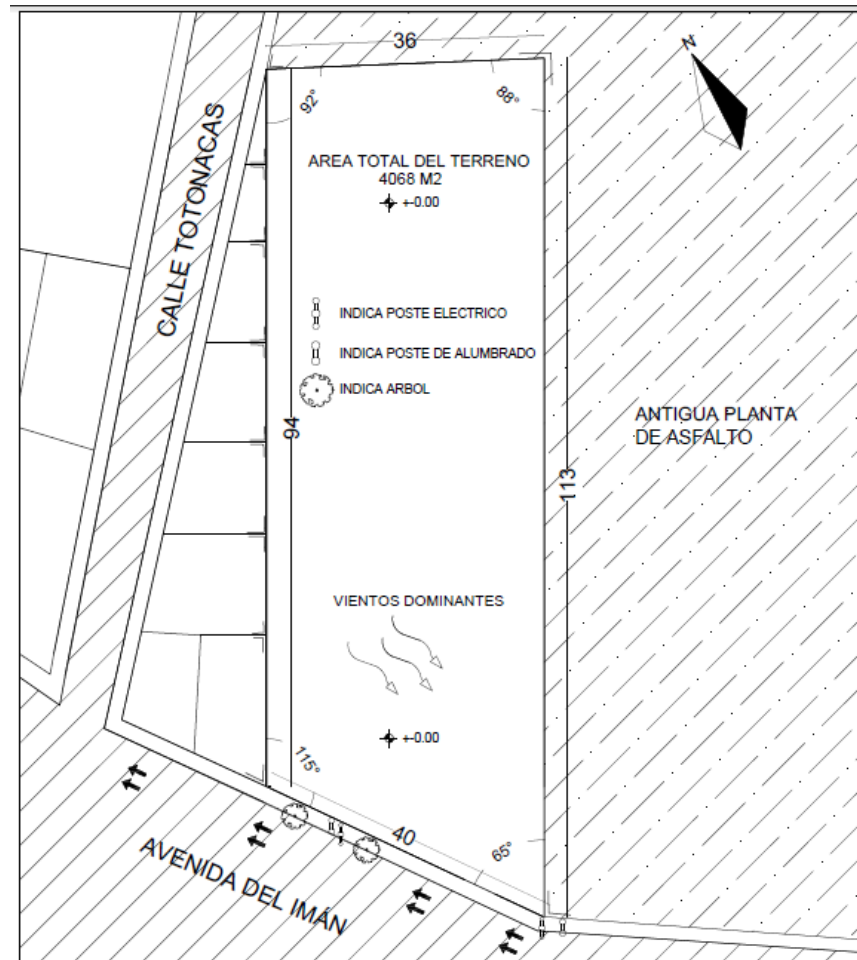 36
N
92°
88°
CALLE TOTONACAS
AREA TOTAL DEL TERRENO
4068 M2
+-0.00
INDICA POSTE ELECTRICO
INDICA POSTE DE ALUMBRADO
INDICA ARBOL
94
ANTIGUA PLANTA
DE ASFALTO
113
VIENTOS DOMINANTES
+-0.00
115°
40
65°
AVENIDA DEL IMÁN